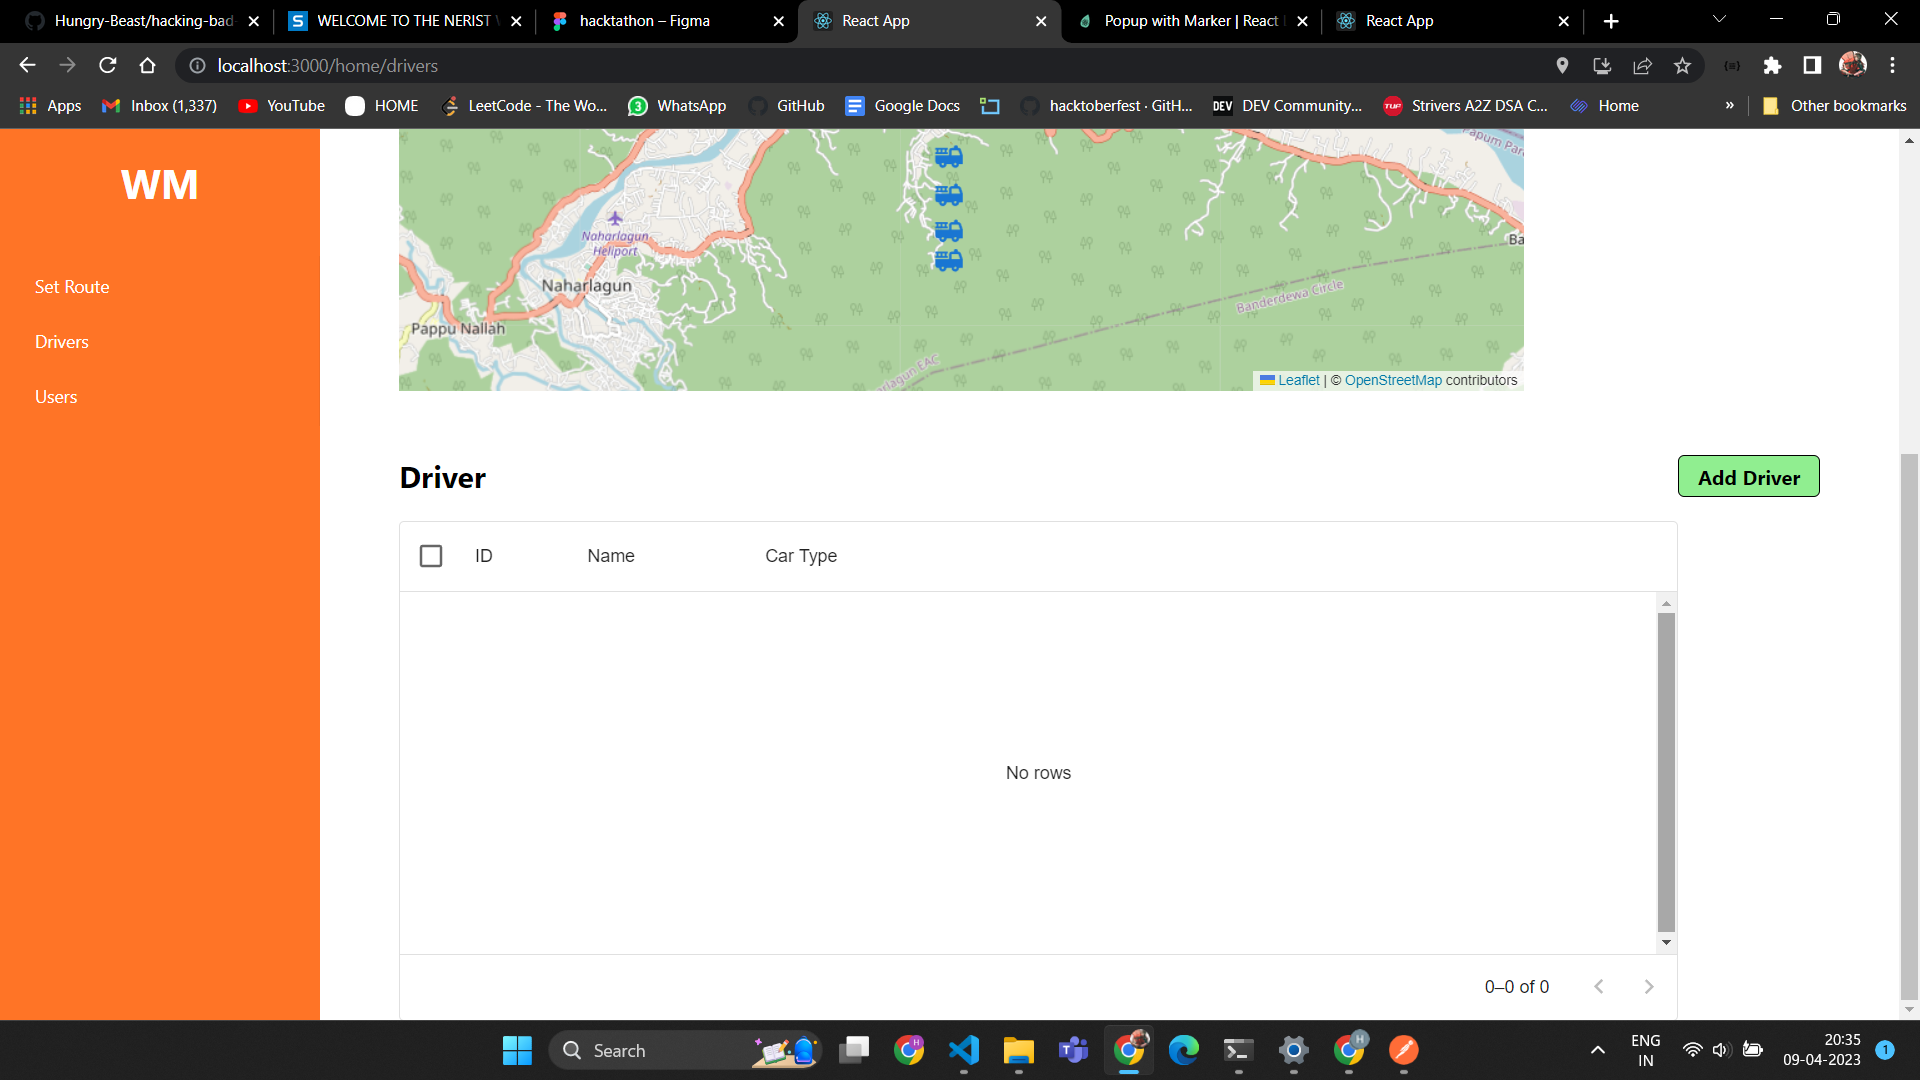 Hungry-Beast/hacking-bad
WELCOME TO THE NERIST
hacktathon – Figma
React App
Popup with Marker | React
React App
localhost:3000/home/drivers
Apps
Inbox (1,337)
YouTube
HOME
LeetCode - The Wo...
WhatsApp
GitHub
Google Docs
hacktoberfest · GitH...
DEV
DEV Community...
TUF
Strivers A2Z DSA C...
Home
»
Other bookmarks
WM
Set Route
Drivers
Users
Papum Par
Naharlagun
Heliport
Naharlagun
Pappu Nallah
Ba
Banderdewa Circle
rlagun EAC
Leaflet | © OpenStreetMap contributors
Driver
Add Driver
ID
Name
Car Type
No rows
0–0 of 0
Search
ENG
IN
20:35
09-04-2023
1